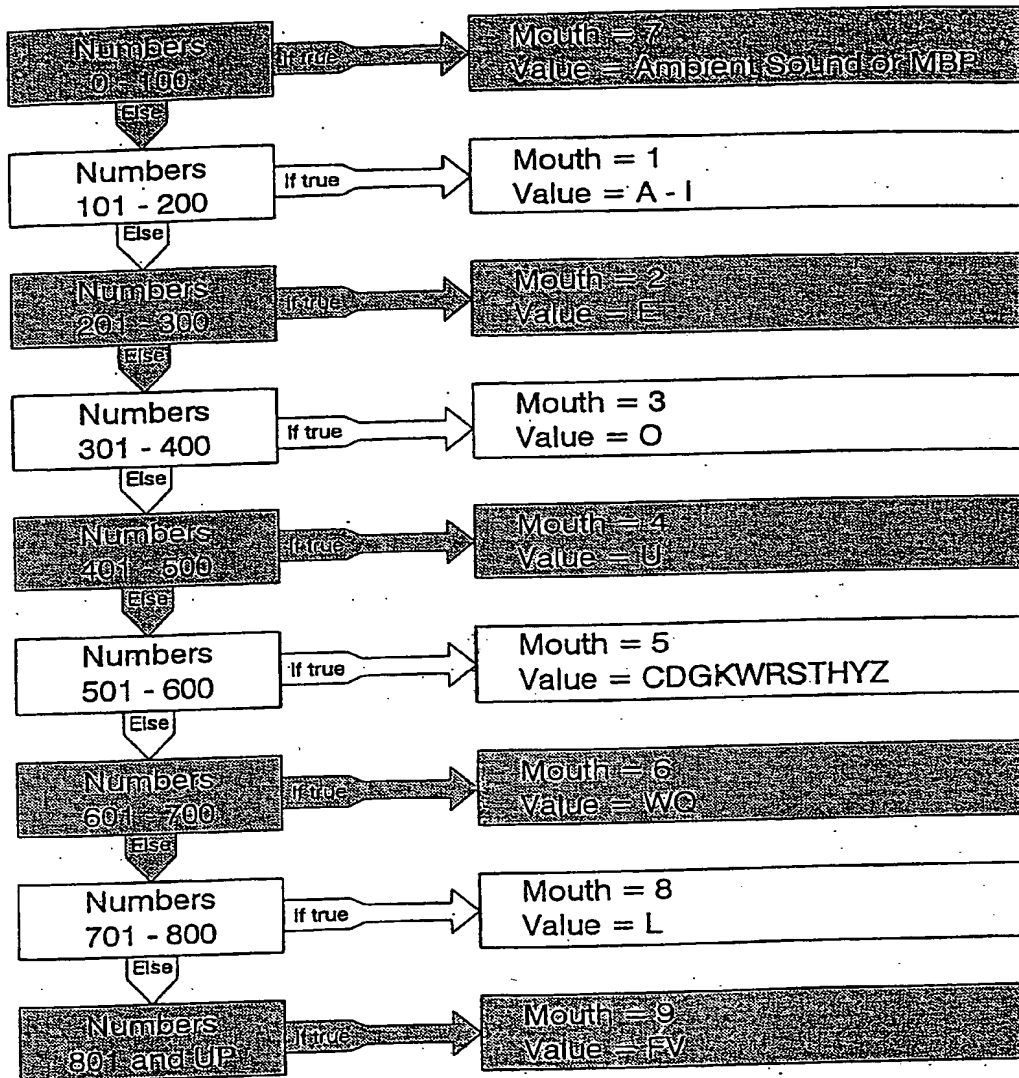 Numbers
0 - 100
If true
Mouth = 7
Value = Ambient Sound or MBP
Else
Numbers
101 - 200
If true
Mouth = 1
Value = A - I
Else
Numbers
201 - 300
If true
Mouth = 2
Value = E
Else
Numbers
301 - 400
If true
Mouth = 3
Value = O
Else
Numbers
401 - 500
If true
Mouth = 4
Value = U
Else
Numbers
501 - 600
If true
Mouth = 5
Value = CDGKWRSTHYZ
Else
Numbers
601 - 700
If true
Mouth = 6
Value = WQ
Else
Numbers
701 - 800
If true
Mouth = 8
Value = L
Else
Numbers
801 and UP
If true
Mouth = 9
Value = FV